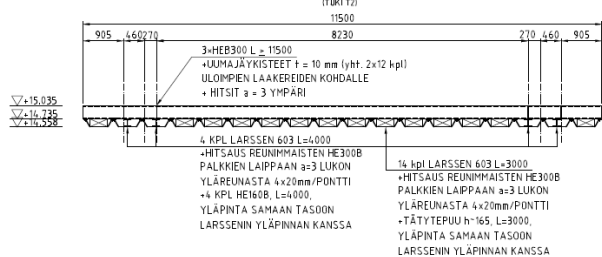 (TUKI T2)
11500
905 460 270 8230 270 460 905
3×HEB300 L ≥ 11500
+UUMAJÄYKISTEET t = 10 mm (yht. 2x12 kpl)
ULOIMPIEN LAAKEREIDEN KOHDALLE
+ HITSIT a = 3 YMPÄRI
+15.035
+14.735
+14.558
4 KPL LARSSEN 603 L=4000
+HITSAUS REUNIMMAISTEN HE300B
PALKKIEN LAIPPAAN a=3 LUKON
YLÄREUNASTA 4x20mm/PONTTI
+4 KPL HE160B, L=4000,
YLÄPINTA SAMAAN TASOON
LARSSENIN YLÄPINNAN KANSSA
14 kpl LARSSEN 603 L=3000
+HITSAUS REUNIMMAISTEN HE300B
PALKKIEN LAIPPAAN a=3 LUKON
YLÄREUNASTA 4x20mm/PONTTI
+TÄYTEPUU h~165, L=3000,
YLÄPINTA SAMAAN TASOON
LARSSENIN YLÄPINNAN KANSSA